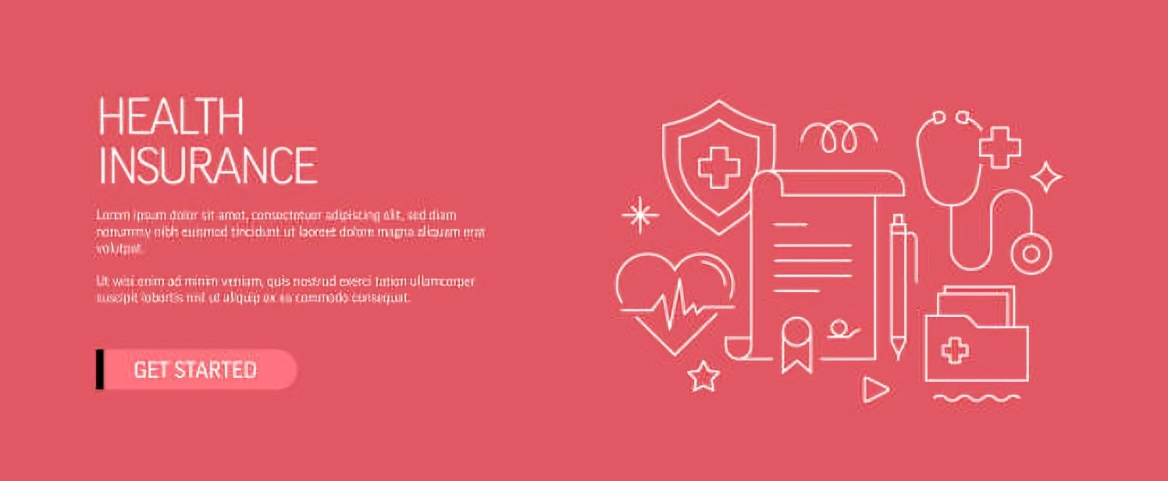 HEALTH
INSURANCE
Lorem ipsum dolor sit amet, consectetuer adipiscing elit, sed diam
nonummy nibh euismod tincidunt ut laoreet dolore magna aliquam erat
volutpat.
Ut wisi enim ad minim veniam, quis nostrud exerci tation ullamcorper
suscipit lobortis nisl ut aliquip ex ea commodo consequat.
GET STARTED